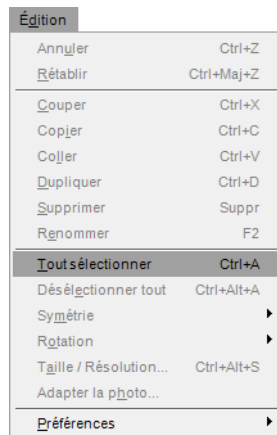 Édition
Annuler Ctrl+Z
Rétablir Ctrl+Maj+Z
Couper Ctrl+X
Copier Ctrl+C
Coller Ctrl+V
Dupliquer Ctrl+D
Supprimer Suppr
Renommer F2
Tout sélectionner Ctrl+A
Désélectionner tout Ctrl+Alt+A
Symétrie
Rotation
Taille / Résolution... Ctrl+Alt+S
Adapter la photo...
Préférences